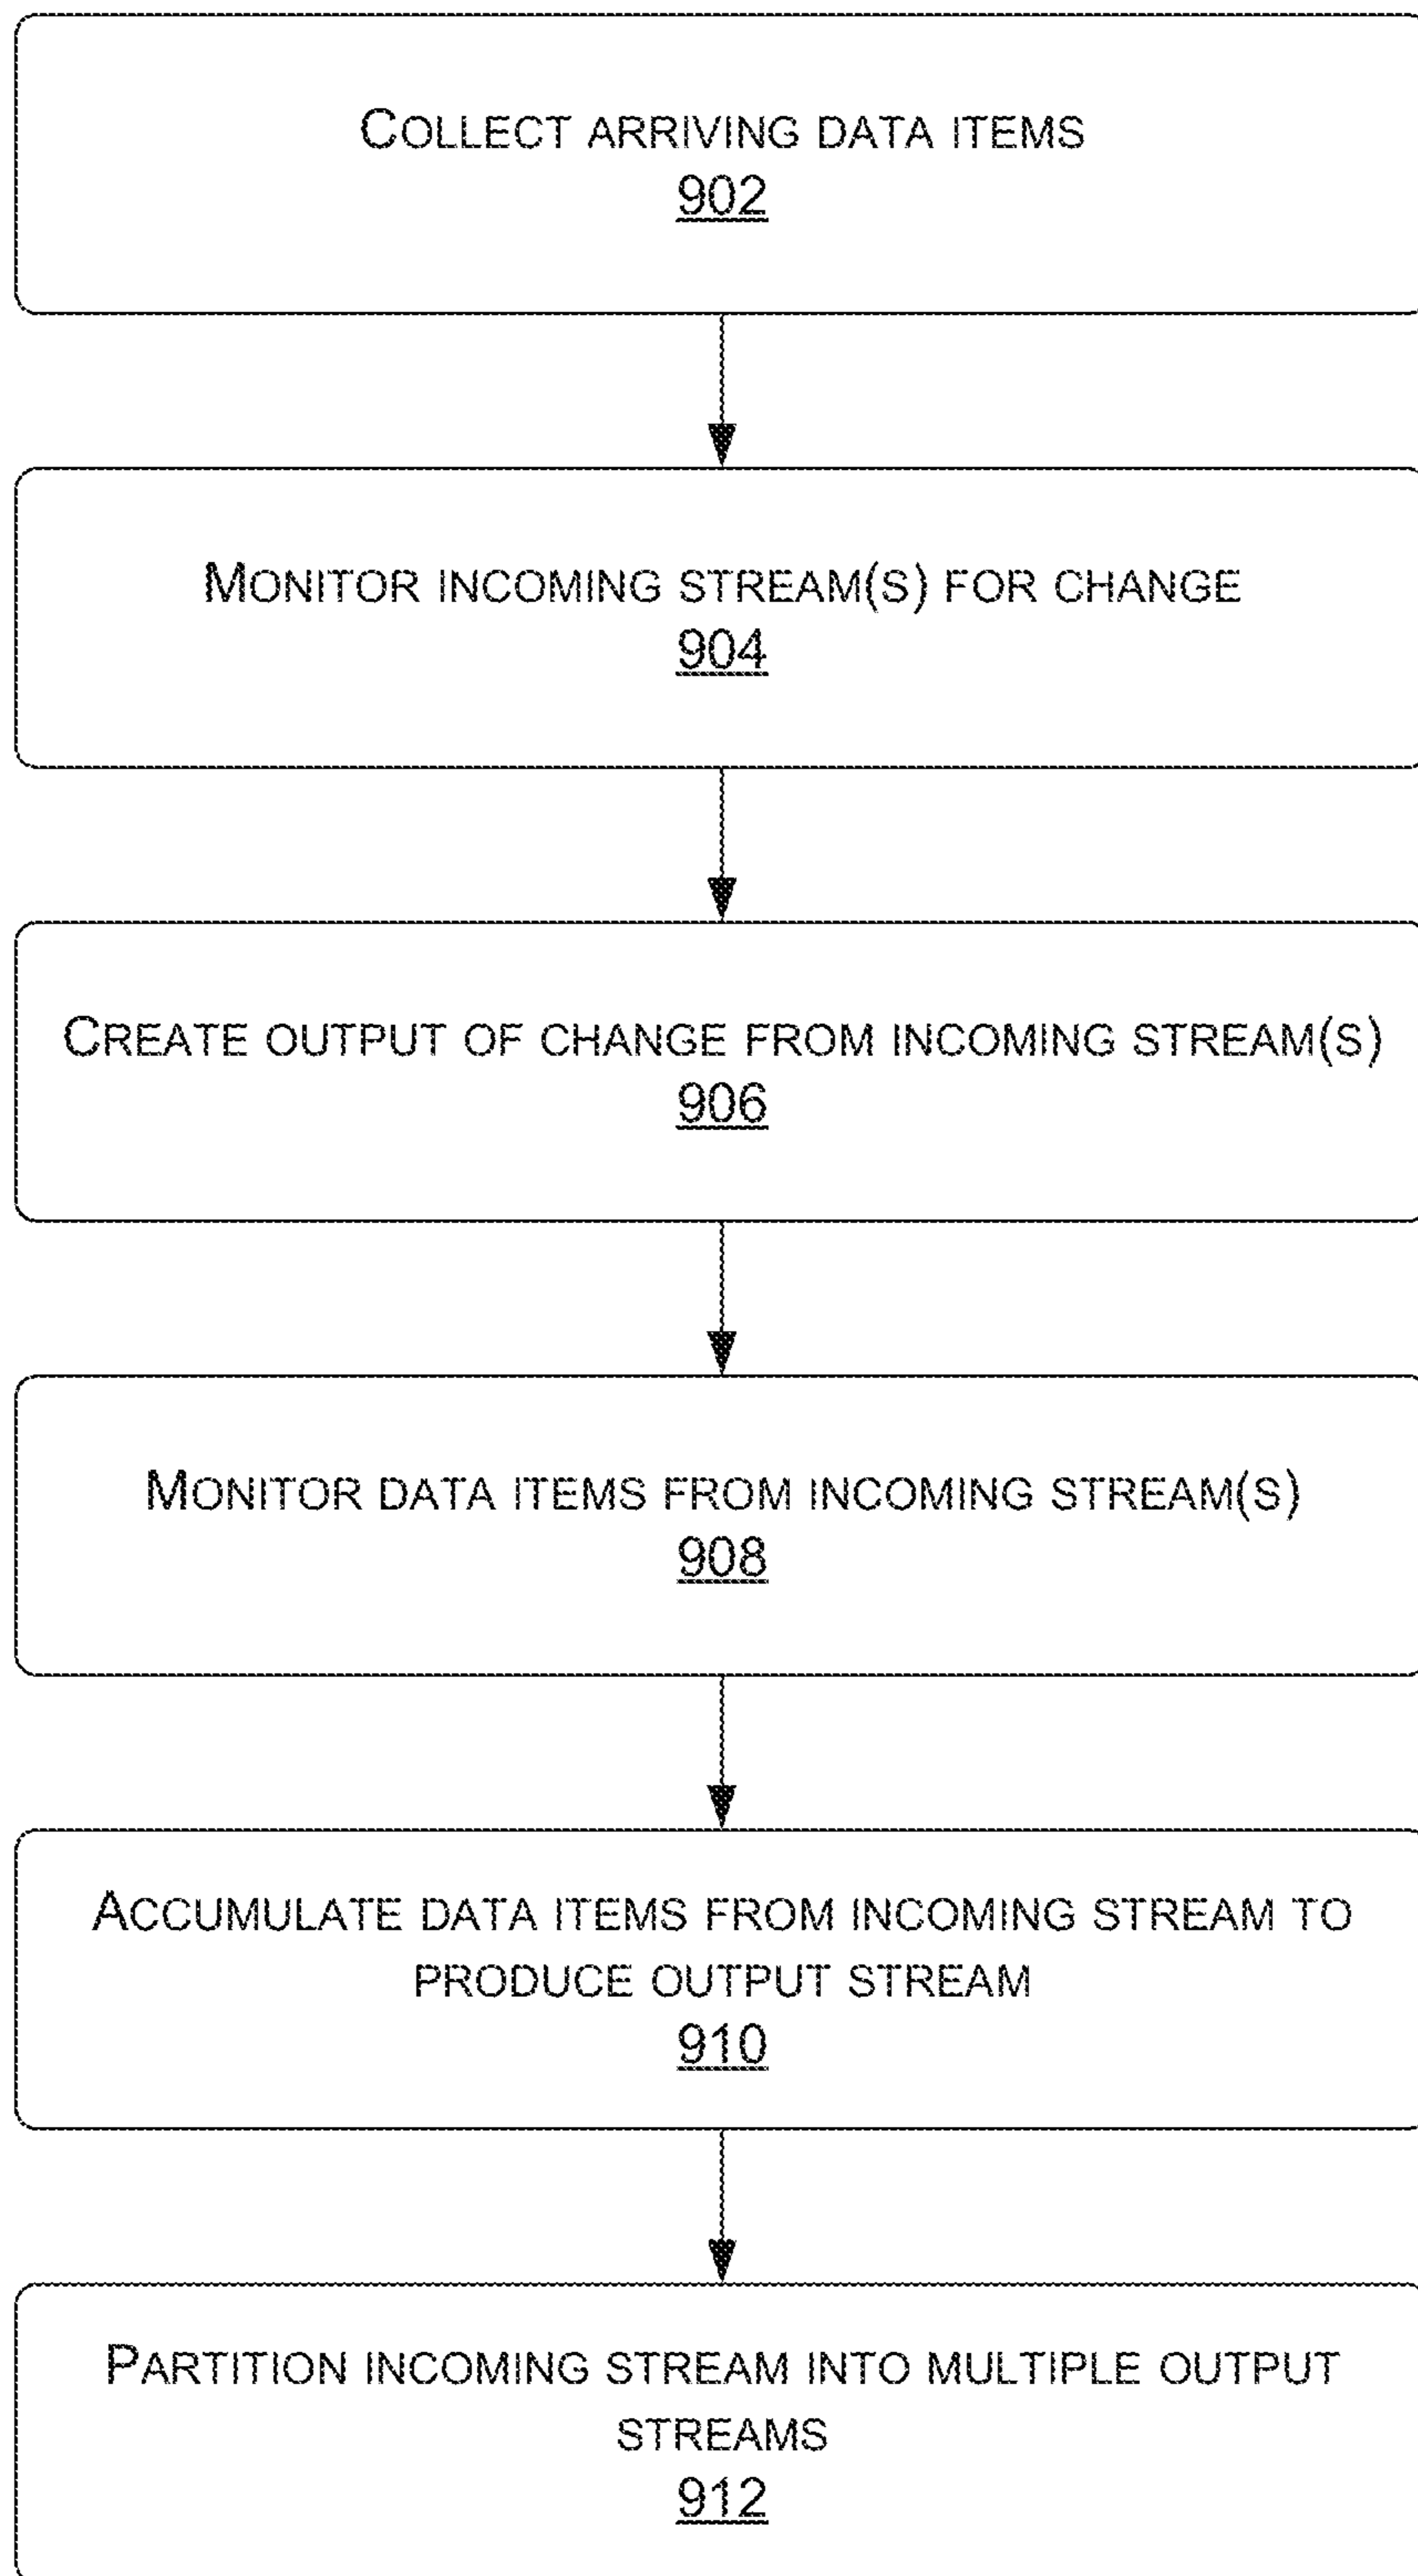 COLLECT ARRIVING DATA ITEMS
902
MONITOR INCOMING STREAM(S) FOR CHANGE
904
CREATE OUTPUT OF CHANGE FROM INCOMING STREAM(S)
906
MONITOR DATA ITEMS FROM INCOMING STREAM(S)
908
ACCUMULATE DATA ITEMS FROM INCOMING STREAM TO
PRODUCE OUTPUT STREAM
910
PARTITION INCOMING STREAM INTO MULTIPLE OUTPUT
STREAMS
912